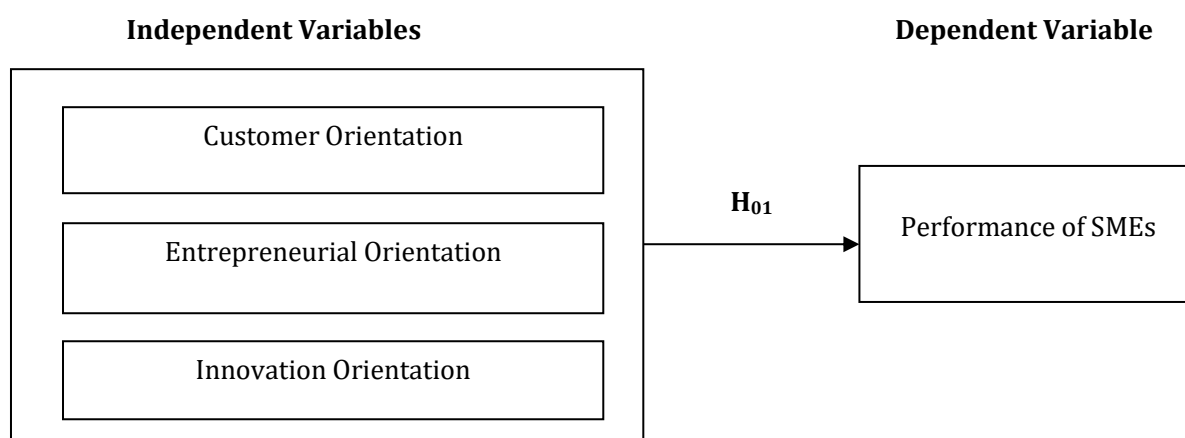 Independent Variables
Dependent Variable
Customer Orientation
Entrepreneurial Orientation
Innovation Orientation
H01
Performance of SMEs